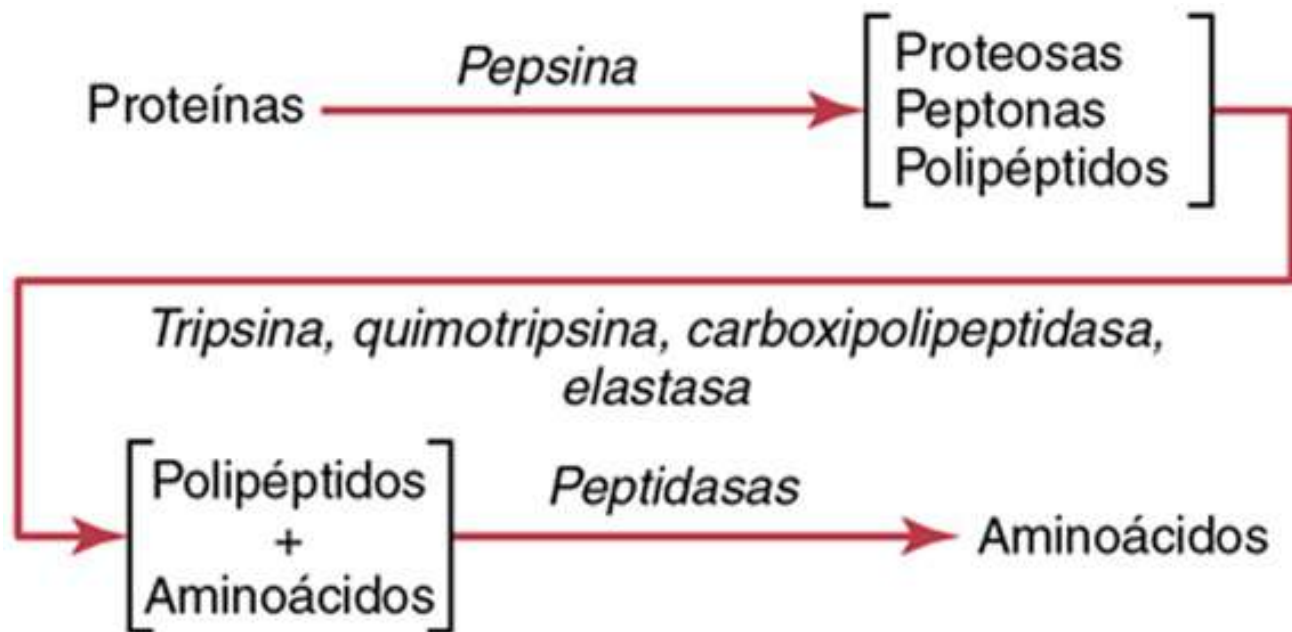 Pepsina
Proteínas
Proteosas
Peptonas
Polipéptidos
Tripsina, quimotripsina, carboxipolipeptidasa,
elastasa
Polipéptidos
+
Aminoácidos
Peptidasas
Aminoácidos